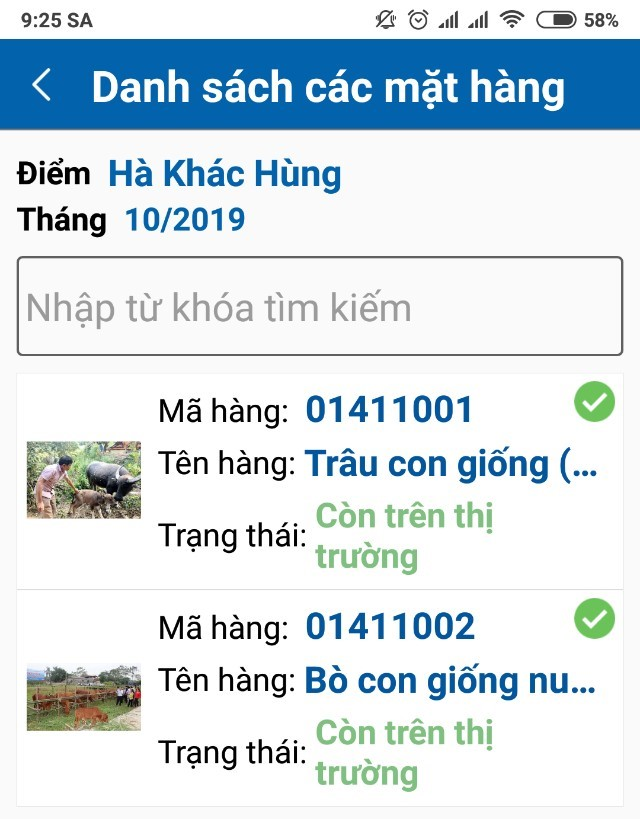 9:25 SA
58%
Danh sách các mặt hàng
Điểm Hà Khác Hùng
Tháng 10/2019
Nhập từ khóa tìm kiếm
Mã hàng: 01411001
Tên hàng: Trâu con giống (...
Trạng thái: Còn trên thị
trường
Mã hàng: 01411002
Tên hàng: Bò con giống nu...
Trạng thái: Còn trên thị
trường